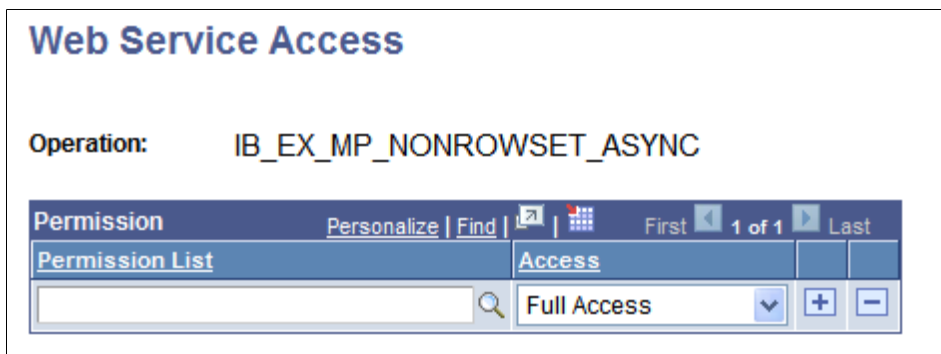 Web Service Access
Operation: IB_EX_MP_NONROWSET_ASYNC
Permission Personalize | Find | | First 1 of 1 Last
Permission List Access
Full Access